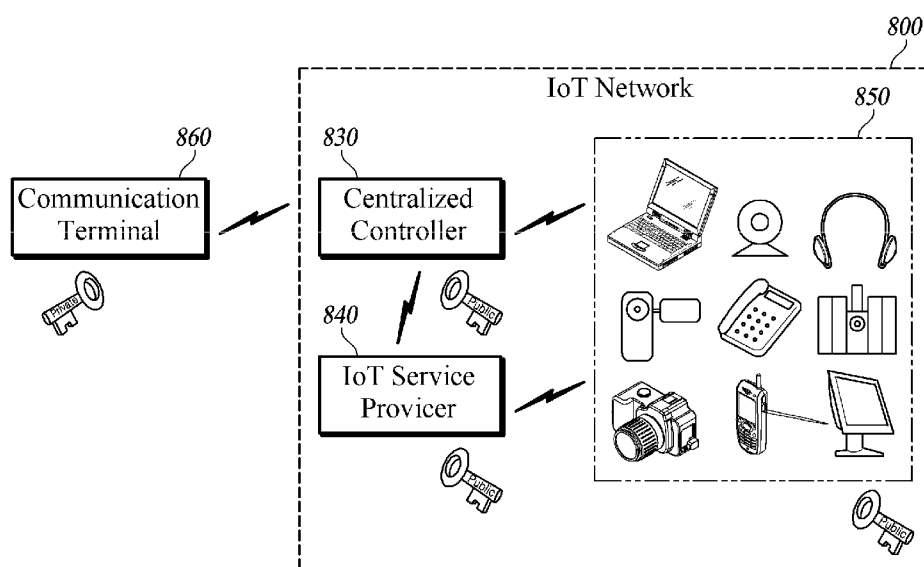 800
IoT Network
850
860
830
Communication
Terminal
Centralized
Controller
Private
Public
840
IoT Service
Provicer
Public
Public